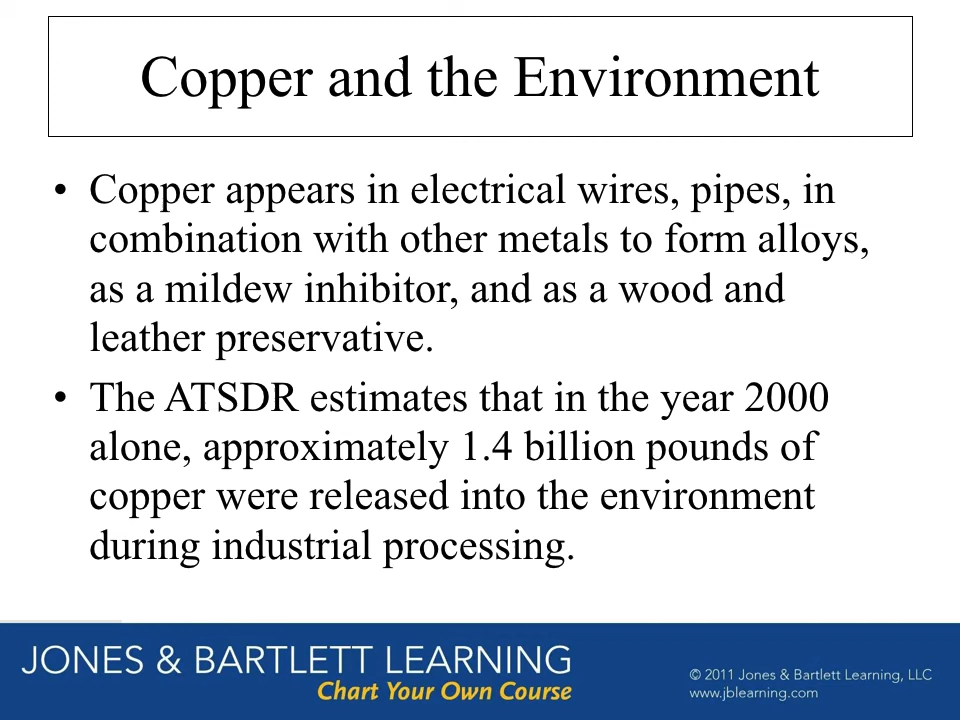 Copper and the Environment
• Copper appears in electrical wires, pipes, in
combination with other metals to form alloys,
as a mildew inhibitor, and as a wood and
leather preservative.
• The ATSDR estimates that in the year 2000
alone, approximately 1.4 billion pounds of
copper were released into the environment
during industrial processing.
JONES & BARTLETT LEARNING
Chart Your Own Course
© 2011 Jones & Bartlett Learning, LLC
www.jblearning.com